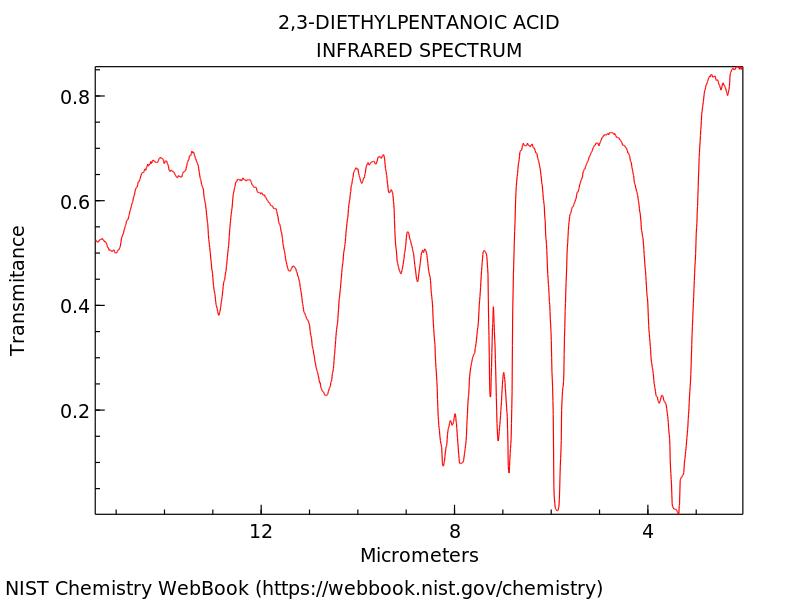 2,3-DIETHYLPENTANOIC ACID
INFRARED SPECTRUM
0.8
0.6
0.4
0.2
Transmitance
12 8 4
Micrometers
NIST Chemistry WebBook (https://webbook.nist.gov/chemistry)